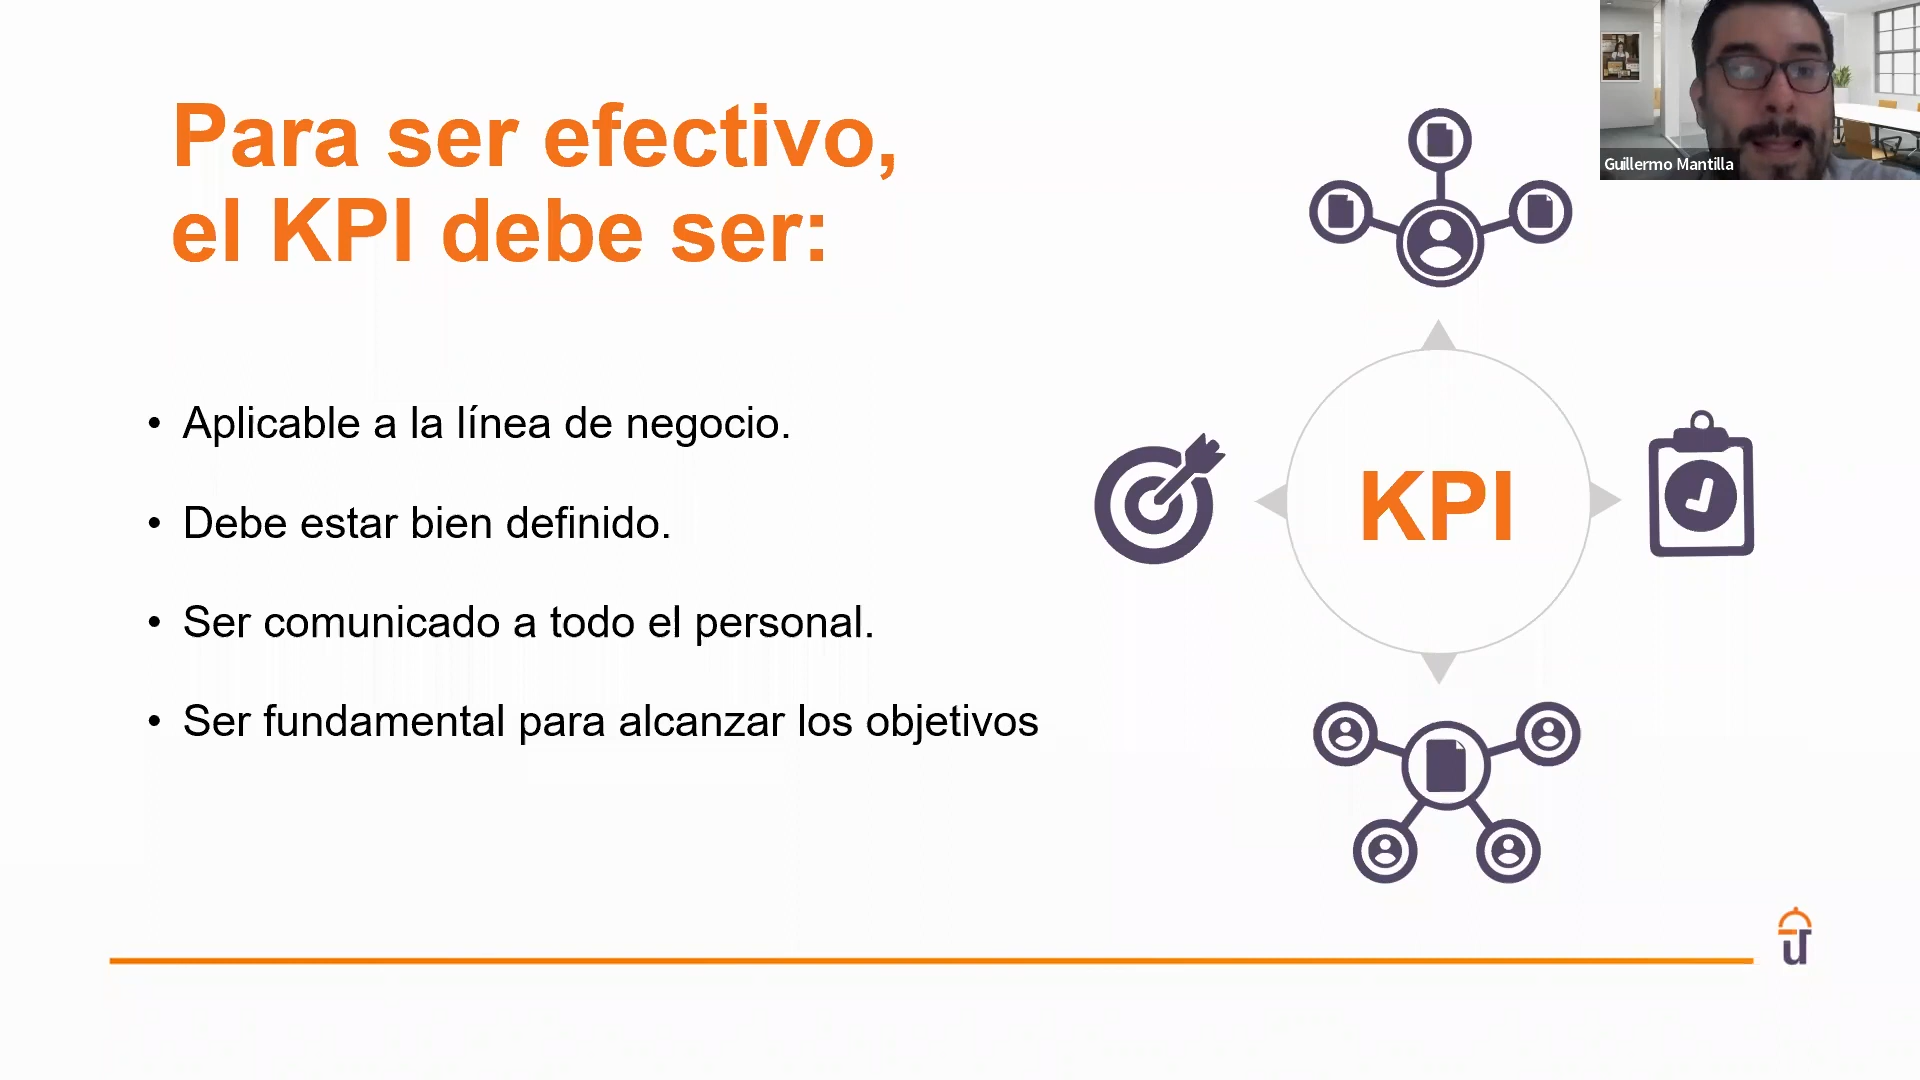 Para ser efectivo,
el KPI debe ser:
• Aplicable a la línea de negocio.
• Debe estar bien definido.
• Ser comunicado a todo el personal.
• Ser fundamental para alcanzar los objetivos
KPI
Guillermo Mantilla